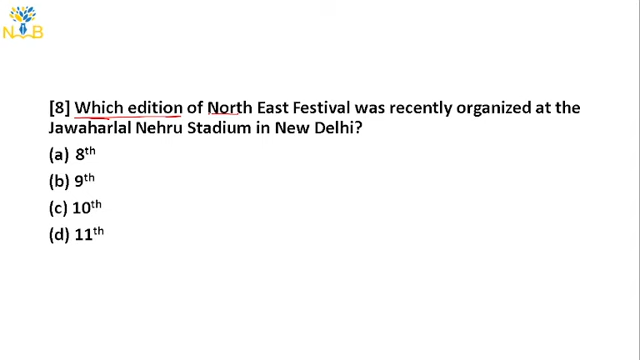 N B
[8] Which edition of North East Festival was recently organized at the
Jawaharlal Nehru Stadium in New Delhi?
(a) 8th
(b) 9th
(c) 10th
(d) 11th